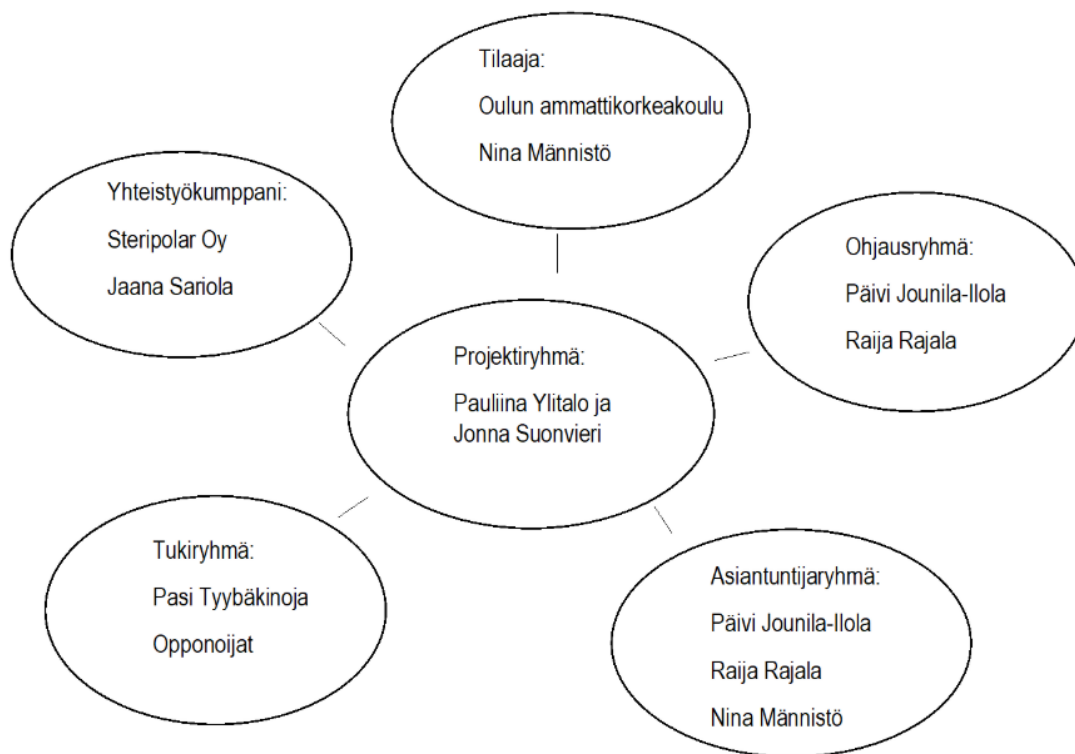 Tilaaja:
Oulun ammattikorkeakoulu
Nina Männistö
Yhteistyökumppani:
Steripolar Oy
Jaana Sariola
Ohjausryhmä:
Päivi Jounila-Ilola
Raija Rajala
Projektiryhmä:
Pauliina Ylitalo ja
Jonna Suonvieri
Tukiryhmä:
Pasi Tyybäkinoja
Opponoijat
Asiantuntijaryhmä:
Päivi Jounila-Ilola
Raija Rajala
Nina Männistö